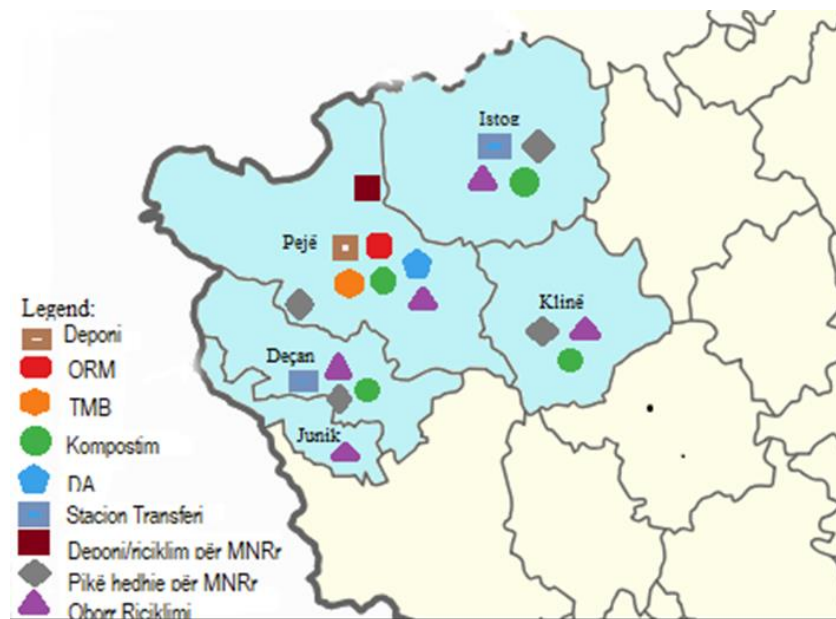 Istog
Pejë
Klinë
Deçan
Junik
Legend:
Deponi
ORM
TMB
Kompostim
DA
Stacion Transferi
Deponi/riciklim për MNRr
Pikë hedhie për MNRr
Oborr Riciklimi